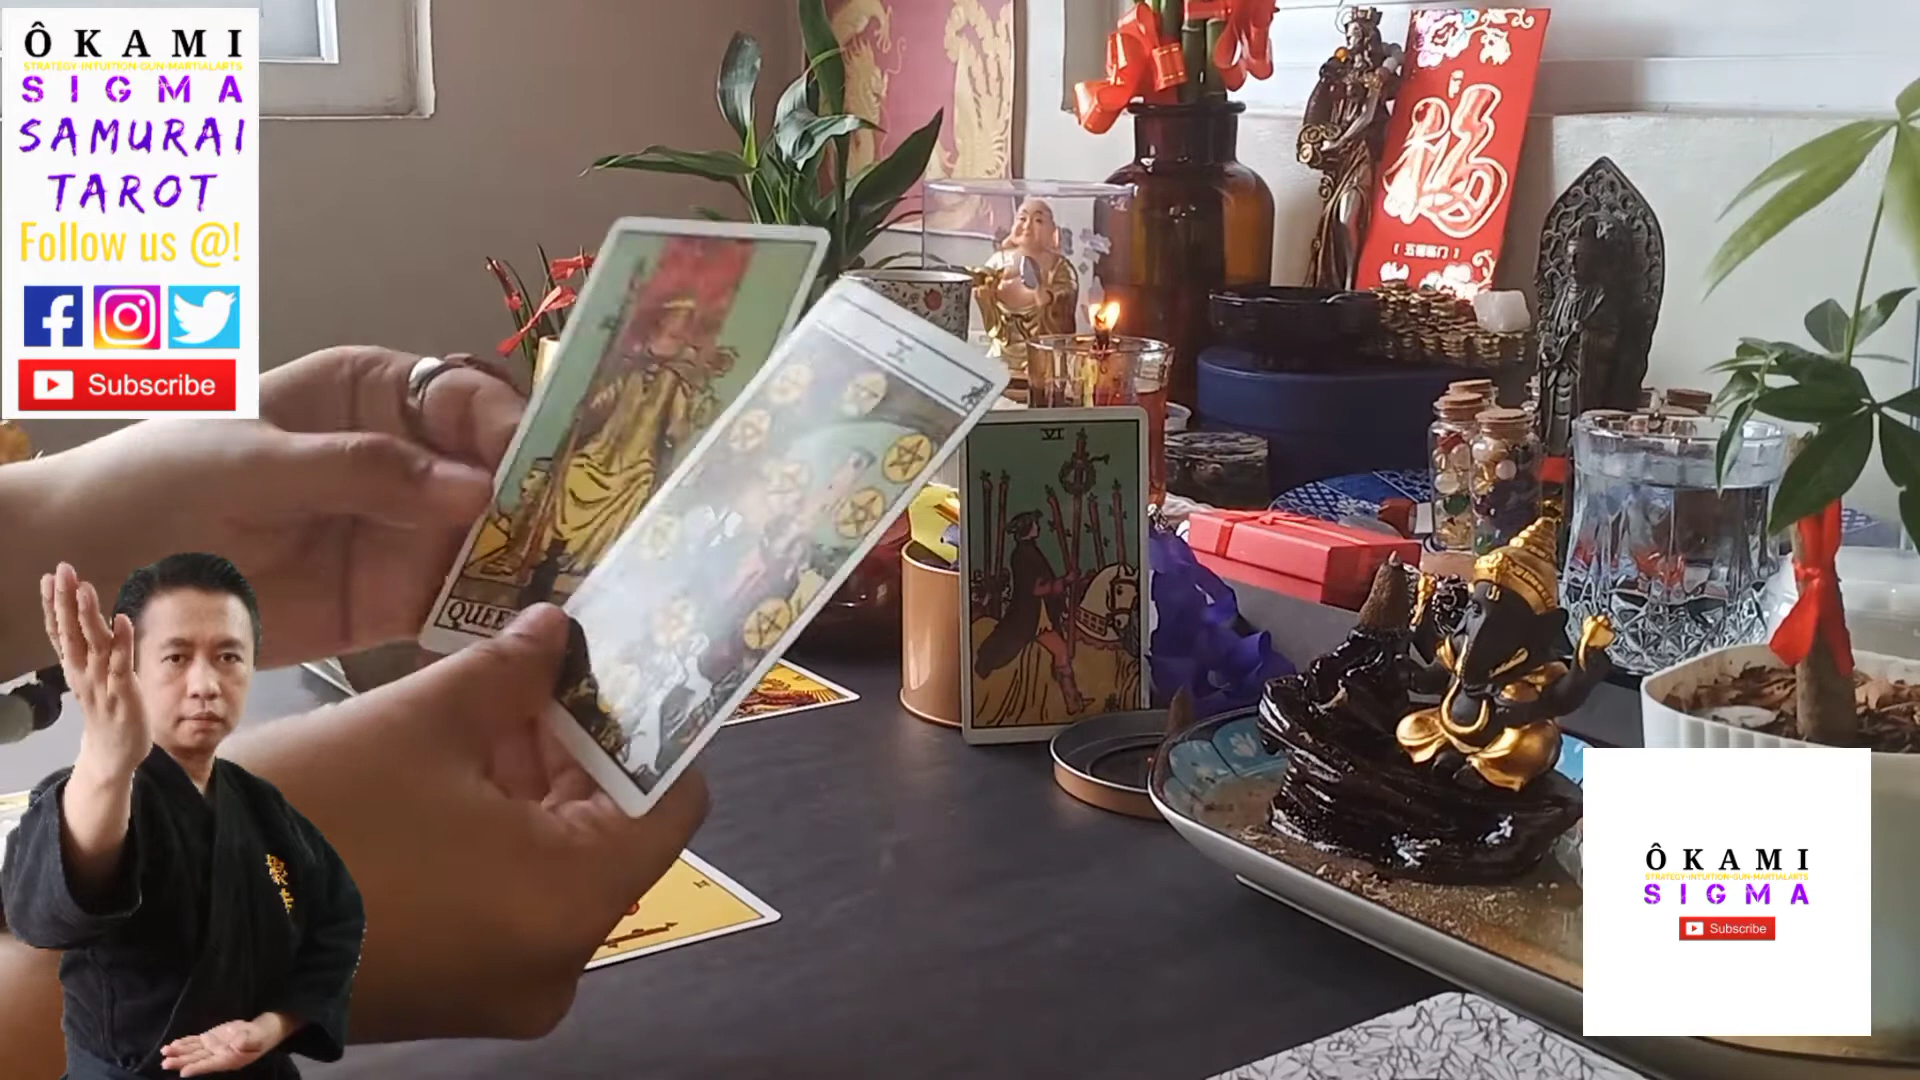 ÔKAMI
STRATEGY-INTUITION-GUN-MARTIALARTS
SIGMA
SAMURAI
TAROT
Follow us @!
Subscribe
QUEE
VI
福
ÔKAMI
STRATEGY-INTUITION-GUN-MARTIALARTS
SIGMA
Subscribe